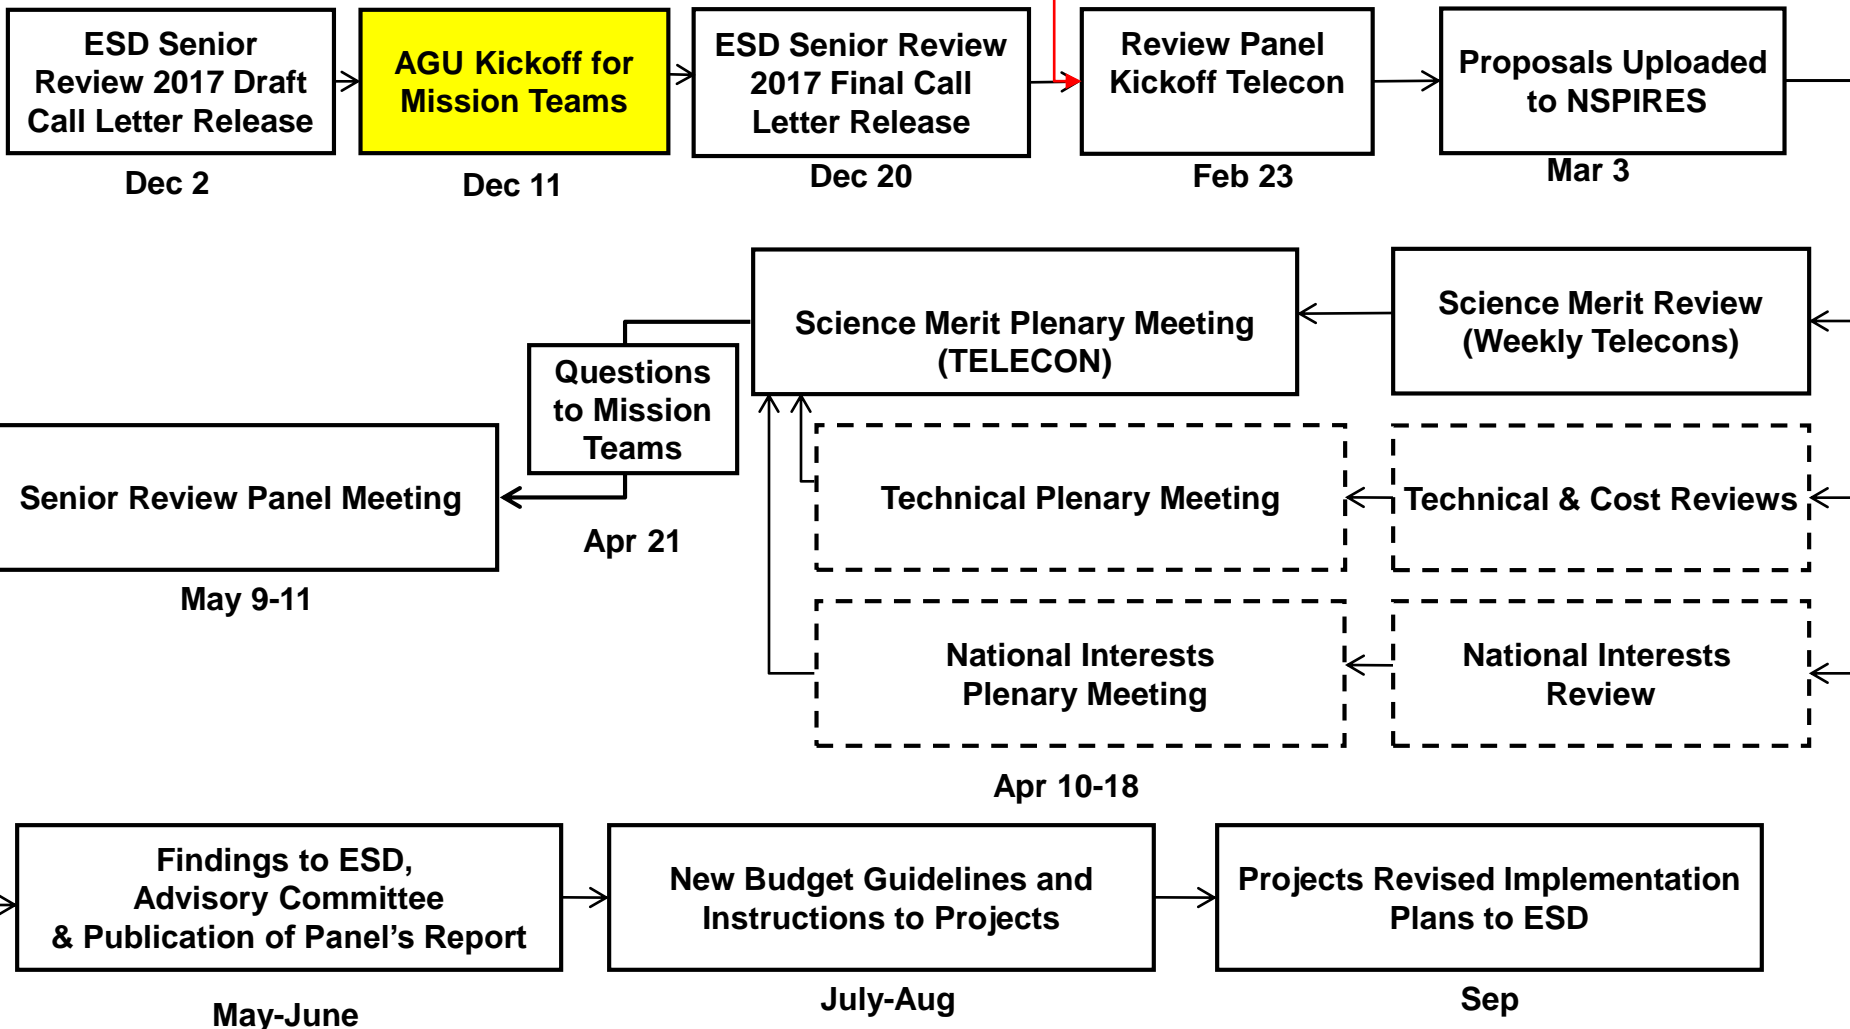 ESD Senior
Review 2017 Draft
Call Letter Release
Dec 2
AGU Kickoff for
Mission Teams
Dec 11
ESD Senior Review
2017 Final Call
Letter Release
Dec 20
Review Panel
Kickoff Telecon
Feb 23
Proposals Uploaded
to NSPIRES
Mar 3
Science Merit Review
(Weekly Telecons)
Science Merit Plenary Meeting
(TELECON)
Technical & Cost Reviews
Technical Plenary Meeting
National Interests
Review
National Interests
Plenary Meeting
Apr 10-18
Questions
to Mission
Teams
Apr 21
Senior Review Panel Meeting
May 9-11
Findings to ESD,
Advisory Committee
& Publication of Panel’s Report
May-June
New Budget Guidelines and
Instructions to Projects
July-Aug
Projects Revised Implementation
Plans to ESD
Sep